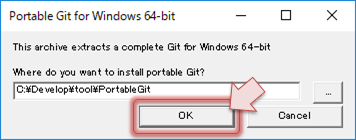 Portable Git for Windows 64-bit
This archive extracts a complete Git for Windows 64-bit
Where do you want to install portable Git?
C:¥Develop¥tool¥PortableGit
...
OK
Cancel